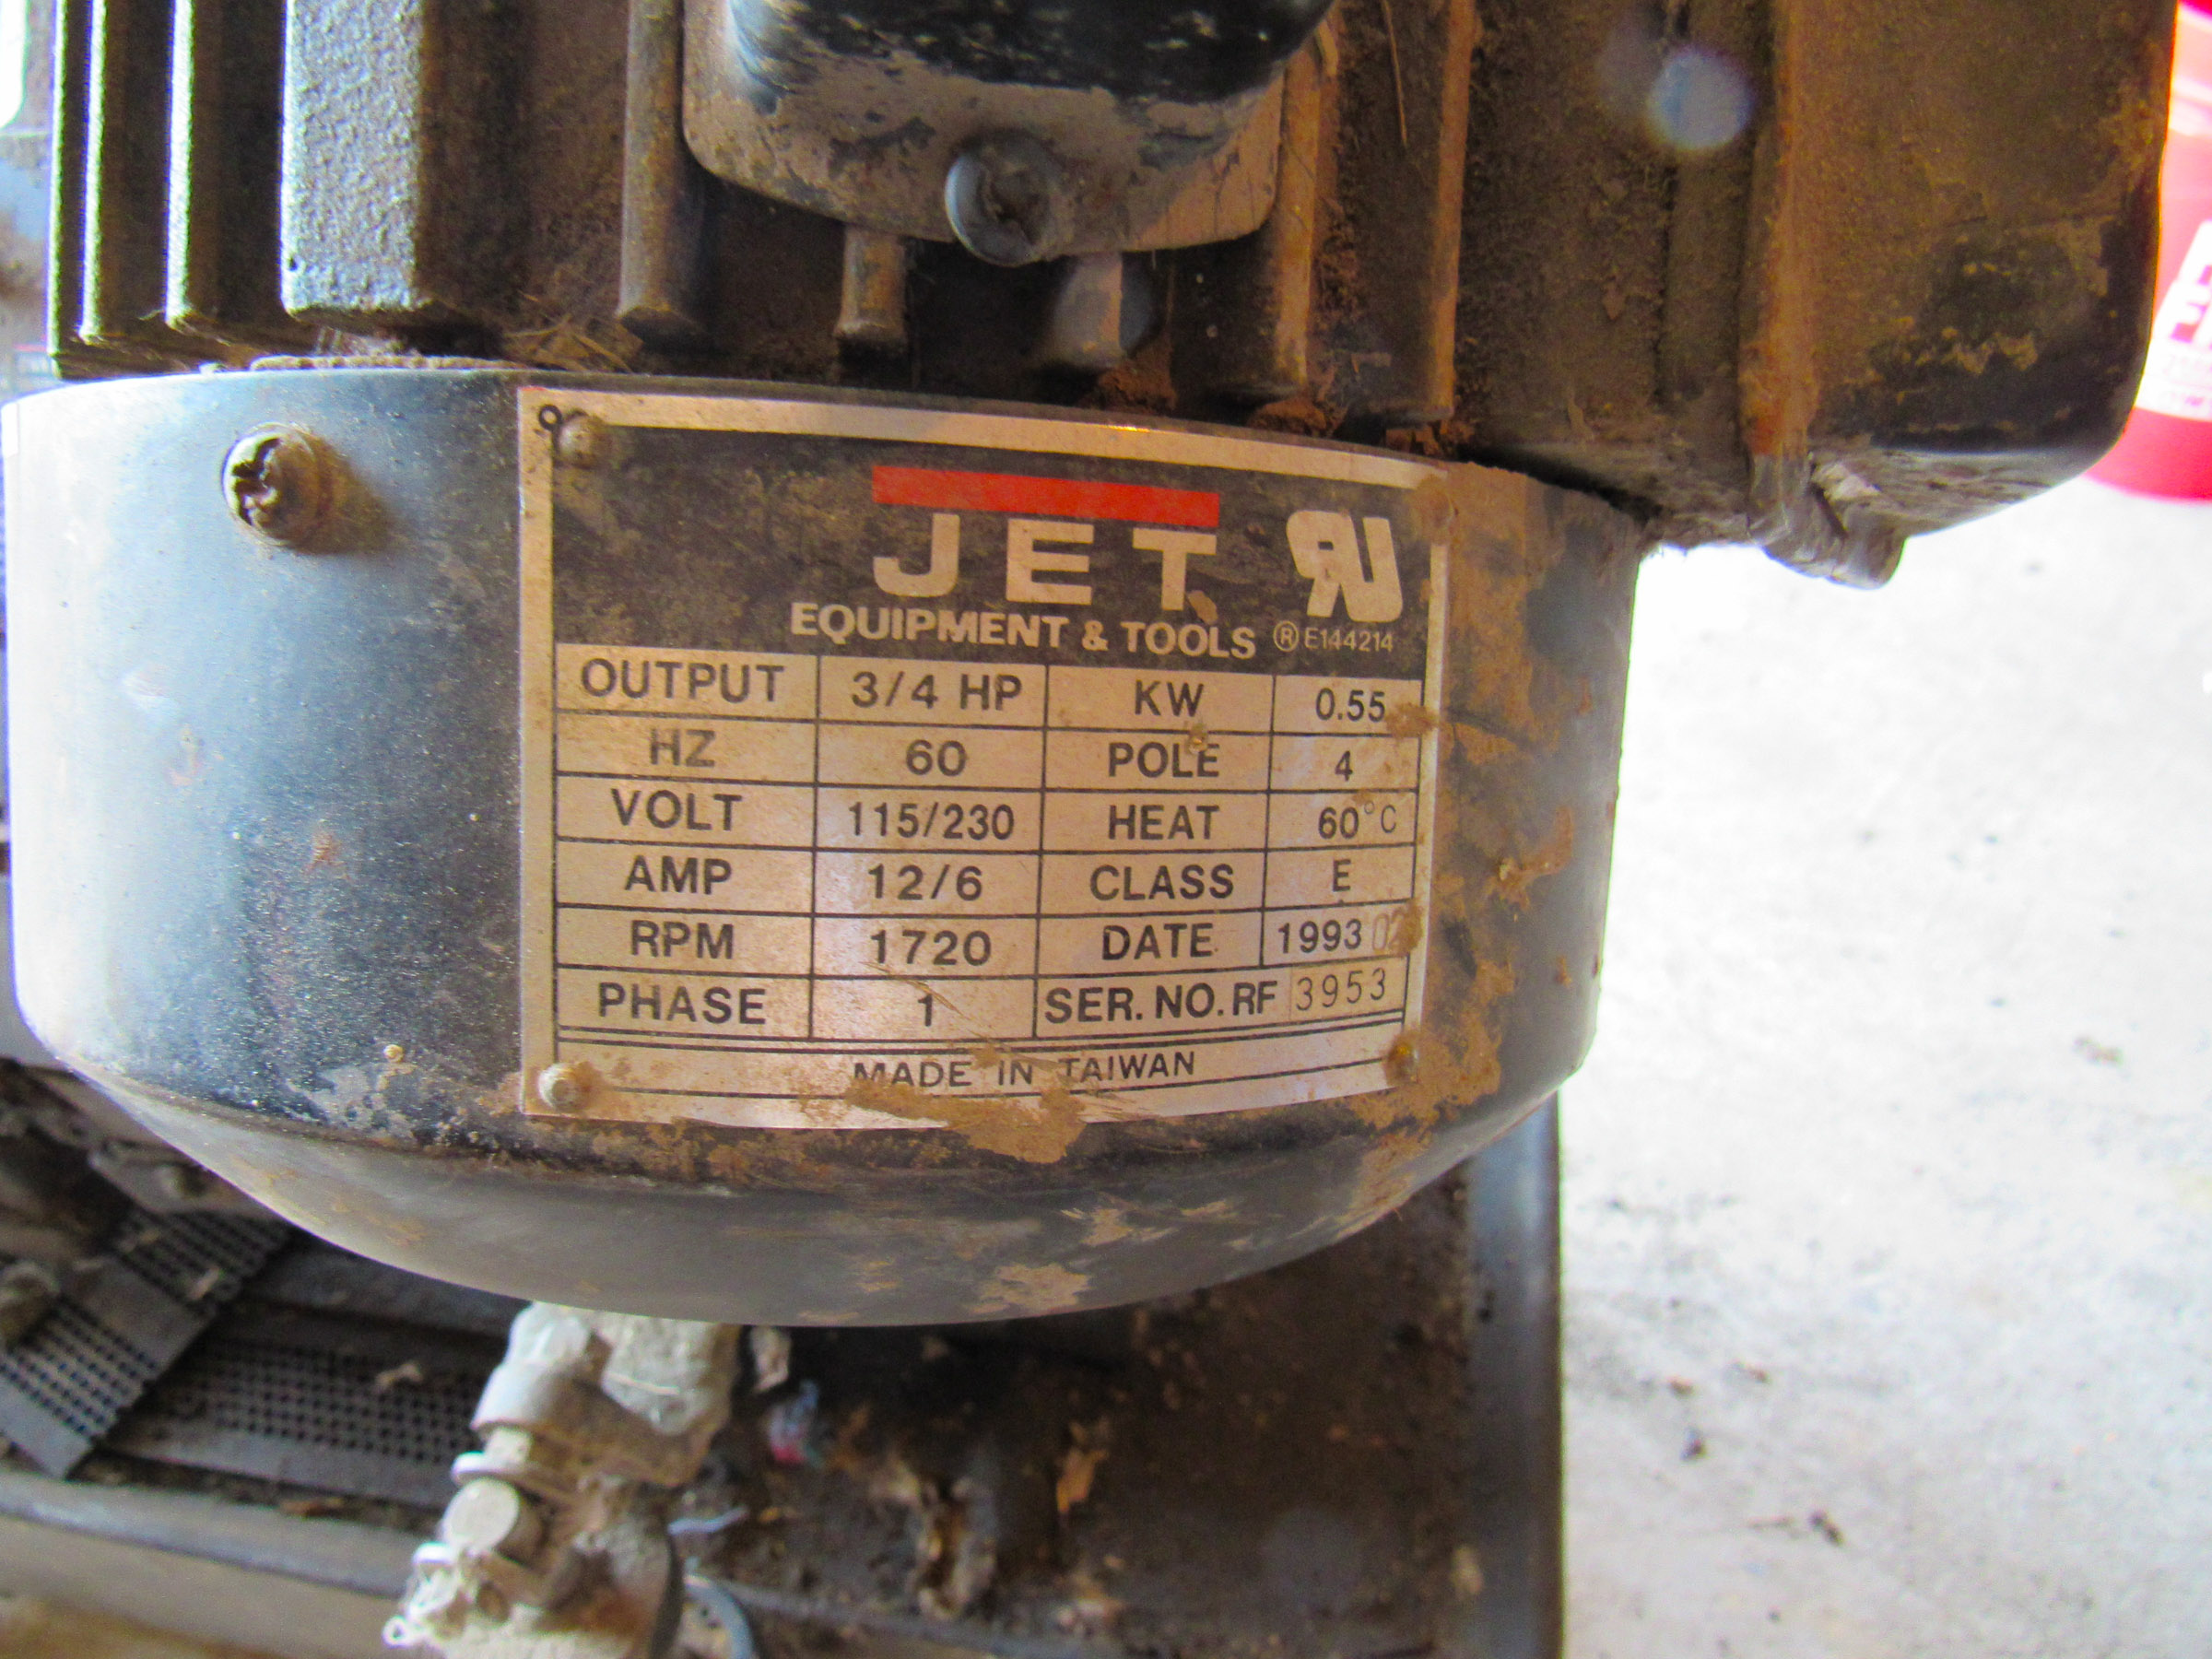 JET
EQUIPMENT & TOOLS ® E144214
OUTPUT 3/4 HP KW 0.55
HZ 60 POLE 4
VOLT 115/230 HEAT 60°C
AMP 12/6 CLASS E
RPM 1720 DATE 1993 02
PHASE 1 SER. NO. RF 3953
MADE IN TAIWAN